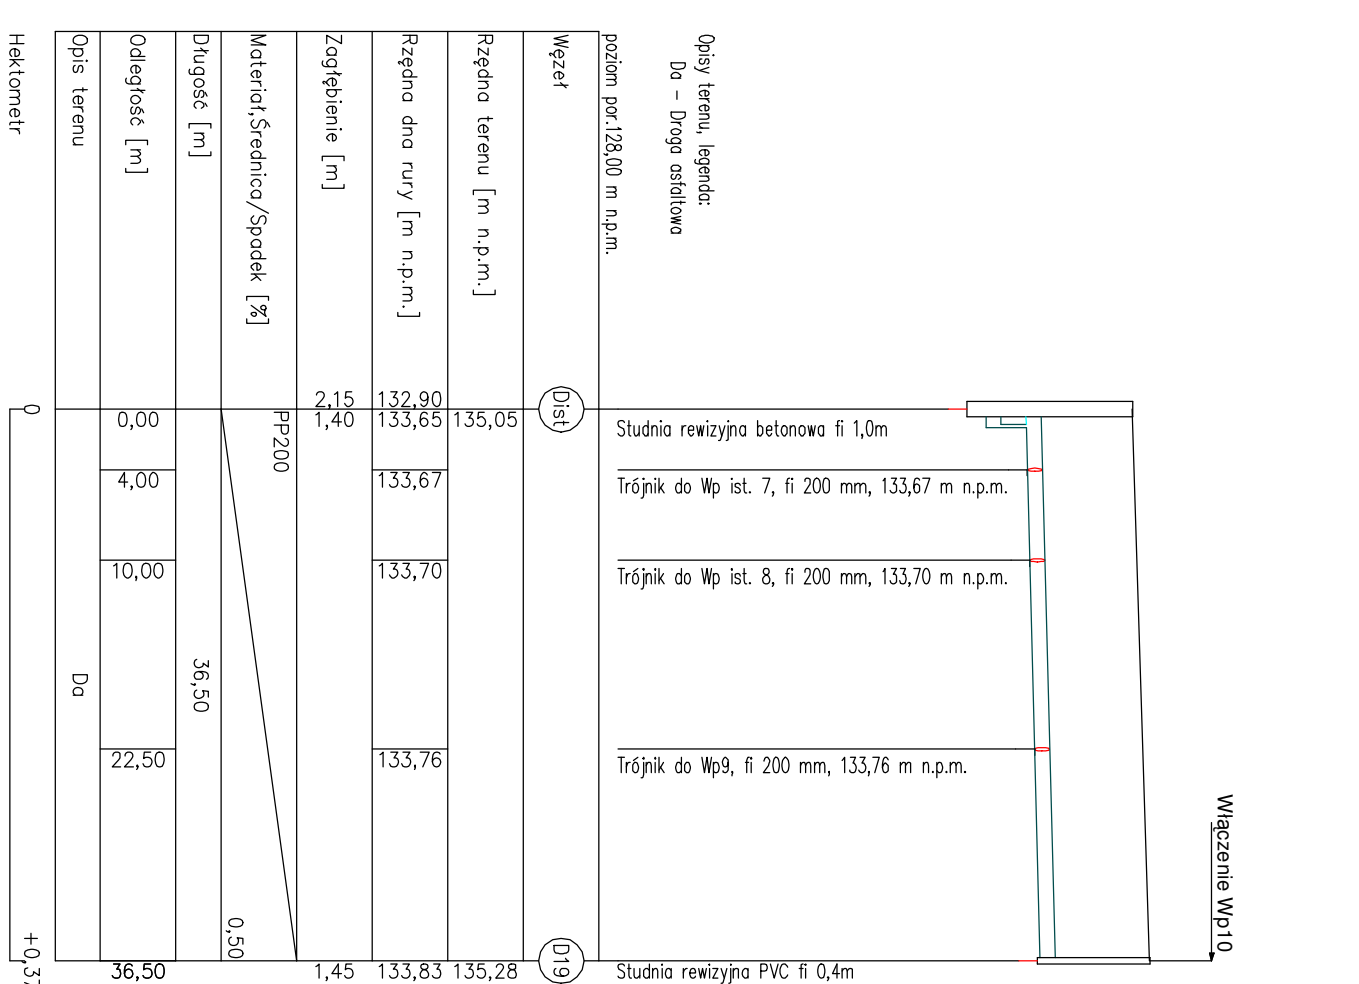 Włączenie Wp10
Opisy terenu, legenda:
Da - Droga asfaltowa
poziom por.128,00 m n.p.m.
Studnia rewizyjna betonowa fi 1,0m
Trójnik do Wp ist. 7, fi 200 mm, 133,67 m n.p.m.
Trójnik do Wp ist. 8, fi 200 mm, 133,70 m n.p.m.
Trójnik do Wp9, fi 200 mm, 133,76 m n.p.m.
Studnia rewizyjna PVC fi 0,4m
Węzeł Dist D19
Rzędna terenu [m n.p.m.] 135,05 135,28
Rzędna dna rury [m n.p.m.] 132,90 133,65 133,67 133,70 133,76 133,83
Zagłębienie [m] 2,15 1,40 1,45
Materiał,Średnica/Spadek [%] PP200 0,50
Długość [m] 36,50
Odległość [m] 0,00 4,00 10,00 22,50 36,50
Opis terenu Da
Hektometr 0